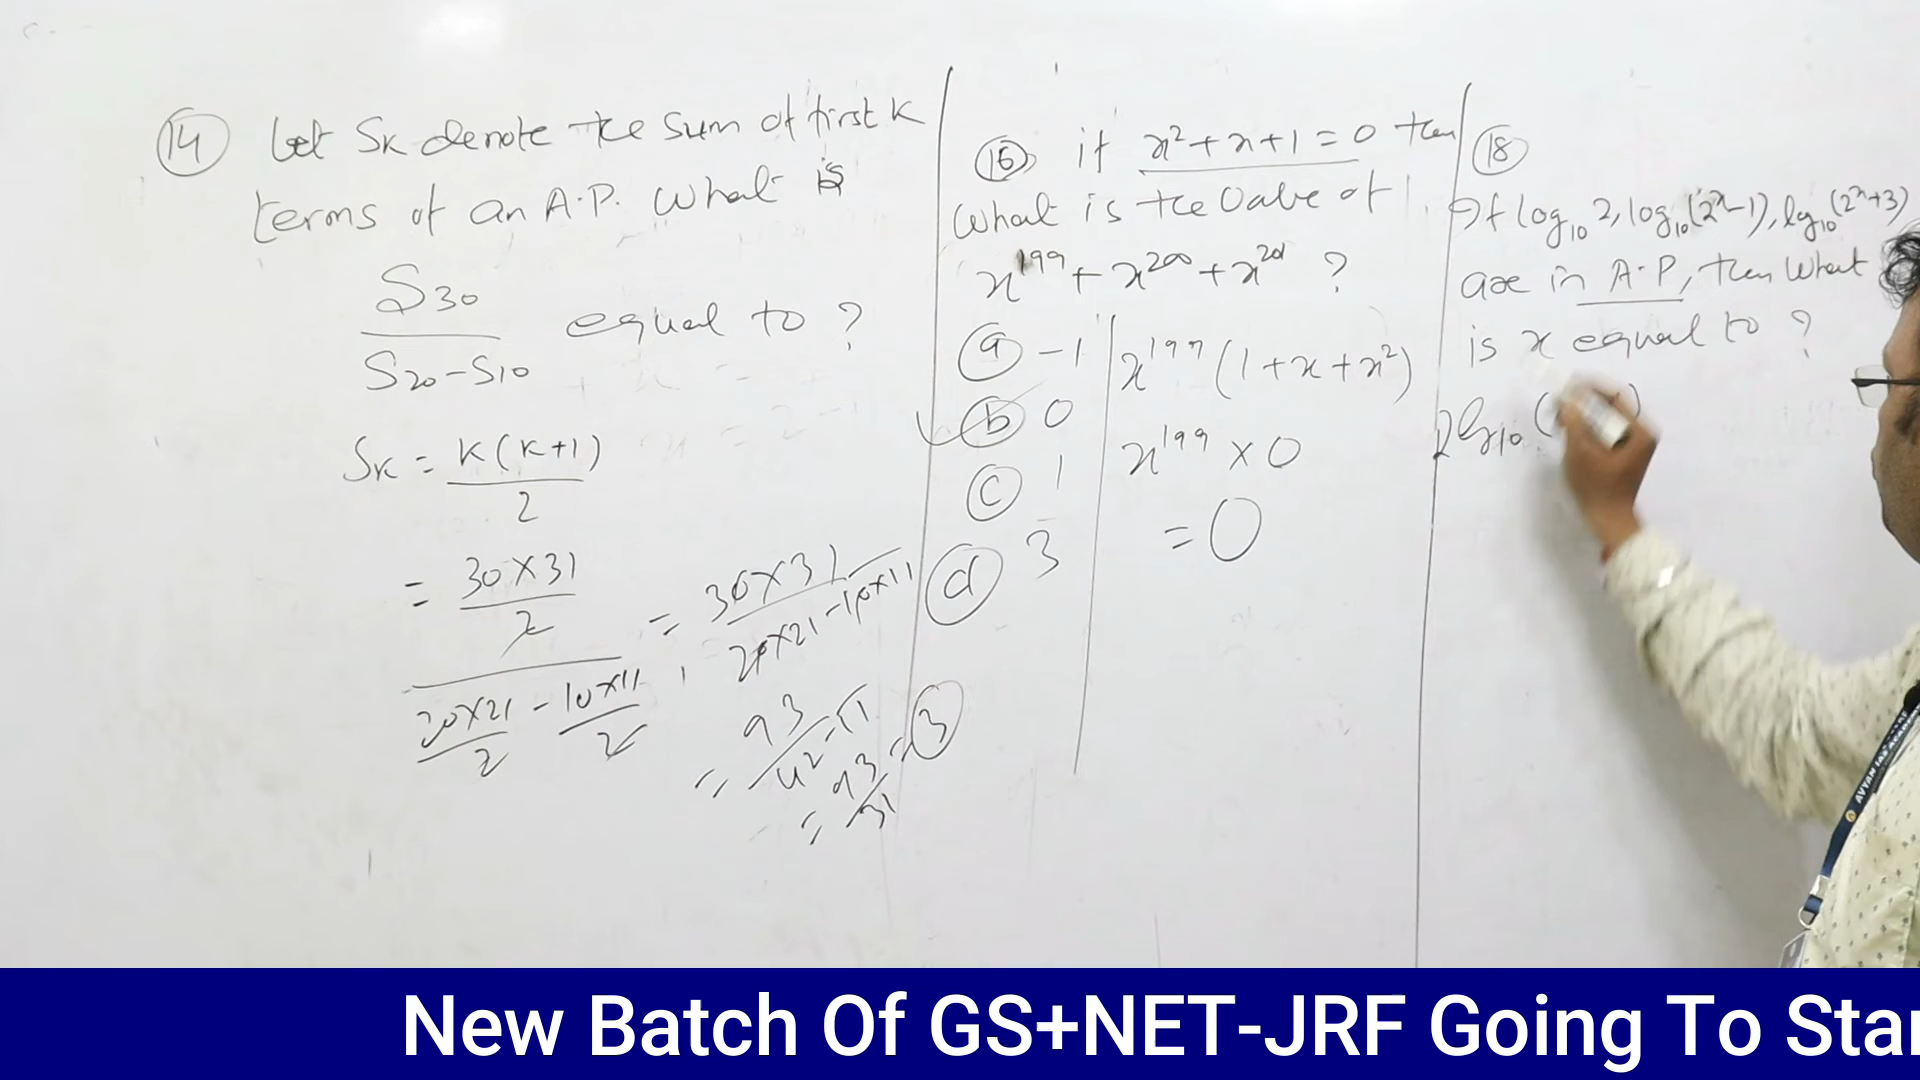 14 Let Sk denote the sum of first K
terms of an A.P. What is
S30
S20-S10
equal to ?
Sk = K(K+1)
2
= 30×31
2
20×21 - 10×11
2 2
= 30×31
20×21-10×11
= 93
42-11
= 93
31
= 3
16 if x²+x+1=0 then
What is the value of
x¹⁹⁹+x²⁰⁰+x²⁰¹ ?
a -1
b 0
c 1
d 3
x¹⁹⁹(1+x+x²)
x¹⁹⁹×0
=0
18
If log10 2, log10(2ˣ-1), log10(2ˣ+3)
are in A.P, then What
is x equal to ?
2log10(
AVYAN IAS ACADEMY
New Batch Of GS+NET-JRF Going To Star